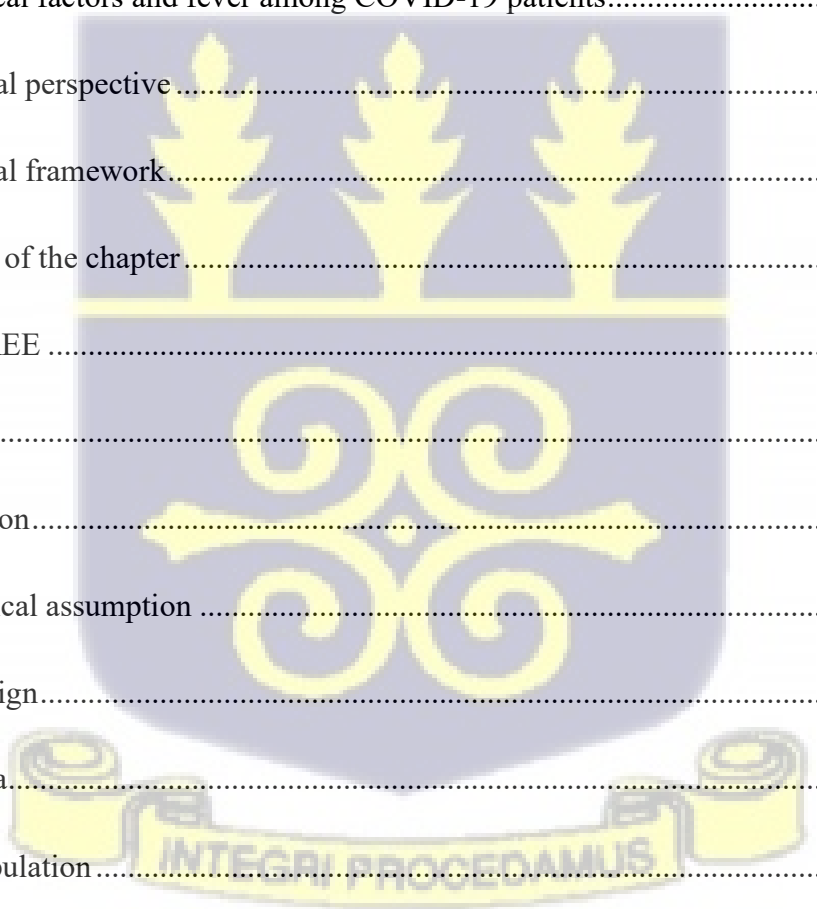 cal factors and fever among COVID-19 patients..............................
al perspective................................................................................
al framework.................................................................................
of the chapter...............................................................................
EE ................................................................................................
.....................................................................................................
on.................................................................................................
ical assumption .............................................................................
ign................................................................................................
a...................................................................................................
INTEGRI PROCEDAMUS
pulation.........................................................................................